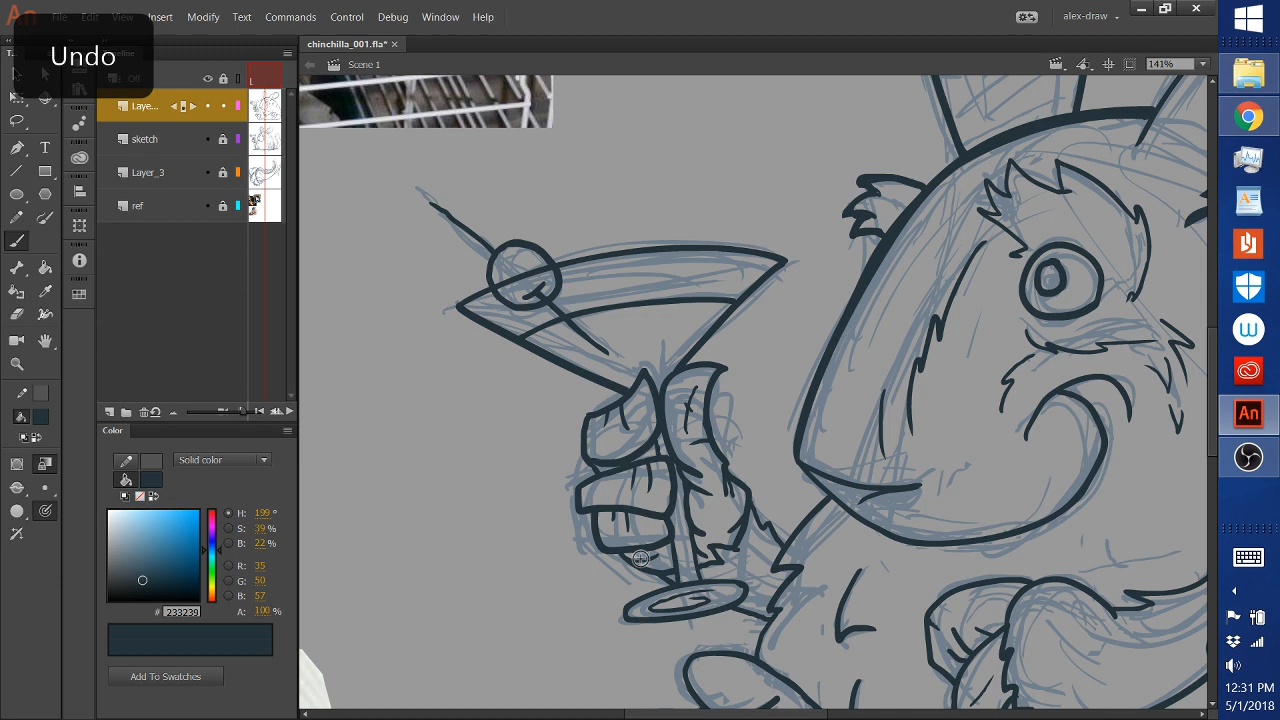 Undo
An File Edit View Insert Modify Text Commands Control Debug Window Help
alex-draw
chinchilla_001.fla* ×
Scene 1
141%
Laye...
sketch
Layer_3
ref
Color
Solid color
H: 199 °
S: 39 %
B: 22 %
R: 35
G: 50
B: 57
A: 100 %
# 233239
Add To Swatches
An
12:31 PM
5/1/2018